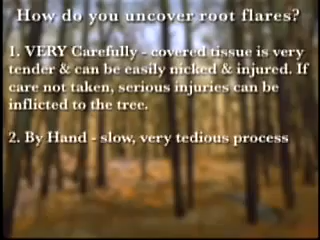 How do you uncover root flares?
1. VERY Carefully - covered tissue is very
tender & can be easily nicked & injured. If
care not taken, serious injuries can be
inflicted to the tree.
2. By Hand - slow, very tedious process